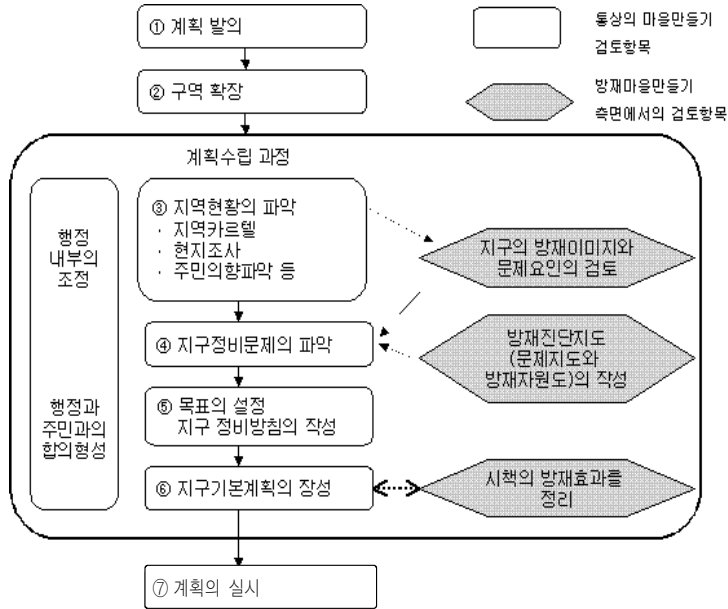 ① 계획 발의
통상의 마을만들기
검토항목
② 구역 확장
방재마을만들기
측면에서의 검토항목
계획수립 과정
행정
내부의
조정
행정과
주민과의
합의형성
③ 지역현황의 파악
· 지역카르텔
· 현지조사
· 주민의향파악 등
지구의 방재이미지와
문제요인의 검토
④ 지구정비문제의 파악
방재진단지도
(문제지도와
방재자원도)의 작성
⑤ 목표의 설정
지구 정비방침의 작성
⑥ 지구기본계획의 장성
시책의 방재효과를
정리
⑦ 계획의 실시